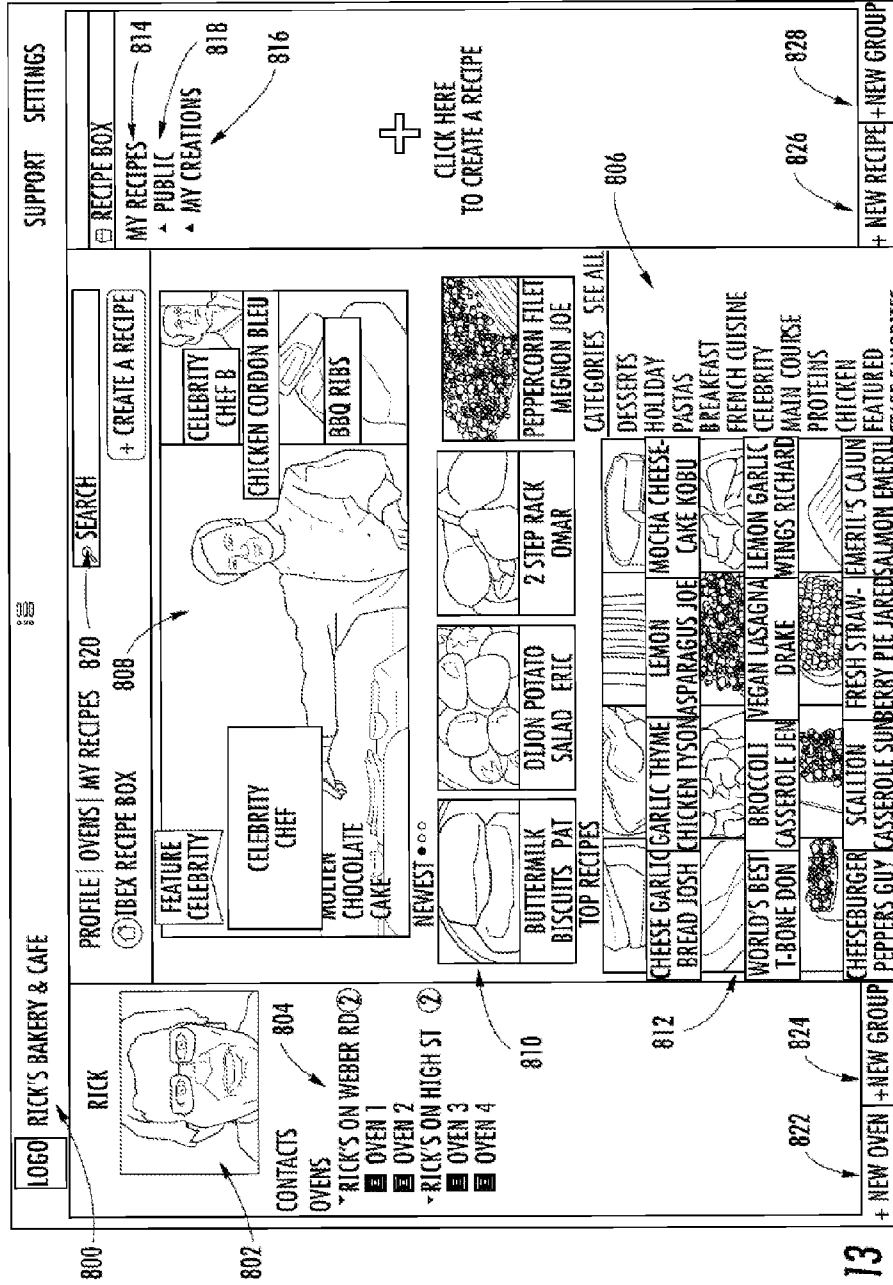 LOGO RICK'S BAKERY & CAFE
SUPPORT SETTINGS
800
RICK
802
CONTACTS
OVENS
804
RICK'S ON WEBER RD 2
OVEN 1
OVEN 2
RICK'S ON HIGH ST 2
OVEN 3
OVEN 4
822
824
+ NEW OVEN
+NEW GROUP
PROFILE | OVENS | MY RECIPES
820
SEARCH
IBEX RECIPE BOX
808
+ CREATE A RECIPE
FEATURE
CELEBRITY
CELEBRITY
CHEF
MOLTEN
CHOCOLATE
CAKE
CELEBRITY
CHEF B
CHICKEN CORDON BLEU
BBQ RIBS
NEWEST
810
BUTTERMILK
BISCUITS PAT
DIJON POTATO
SALAD ERIC
2 STEP RACK
OMAR
PEPPERCORN FILET
MIGNON JOE
TOP RECIPES
812
CHEESE GARLIC
BREAD JOSH
GARLIC THYME
CHICKEN TYSON
LEMON
ASPARAGUS JOE
MOCHA CHEESE-
CAKE KOBU
WORLD'S BEST
T-BONE DON
BROCCOLI
CASSEROLE JEN
VEGAN LASAGNA
DRAKE
LEMON GARLIC
WINGS RICHARD
CHEESEBURGER
PEPPERS GUY
SCALLION
CASSEROLE SUN
FRESH STRAW-
BERRY PIE JARED
EMERIL'S CAJUN
SALMON EMERIL
CATEGORIES SEE ALL
DESSERTS
HOLIDAY
PASTAS
BREAKFAST
FRENCH CUISINE
CELEBRITY
MAIN COURSE
PROTEINS
CHICKEN
FEATURED
806
RECIPE BOX
MY RECIPES
PUBLIC
MY CREATIONS
814
818
816
CLICK HERE
TO CREATE A RECIPE
826
828
+ NEW RECIPE
+NEW GROUP
13